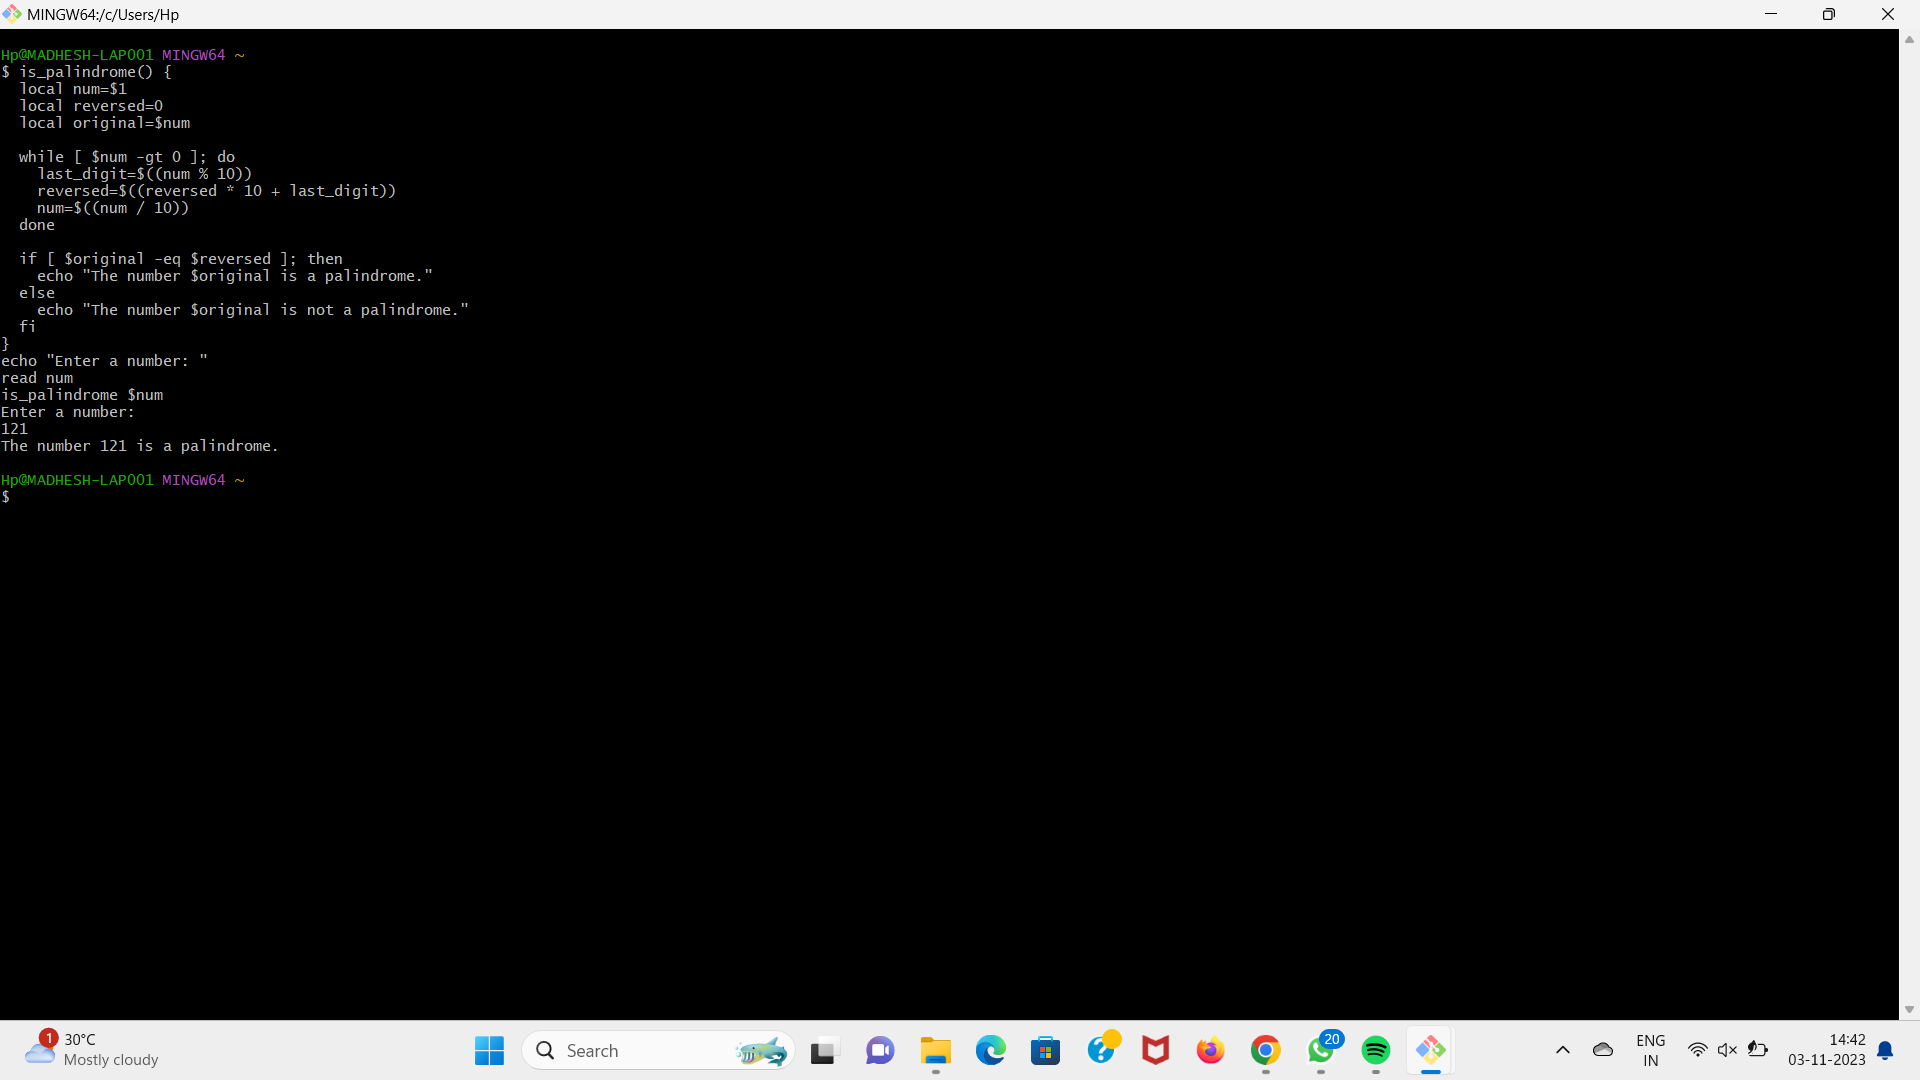 MINGW64:/c/Users/Hp
Hp@MADHESH-LAP001 MINGW64 ~
$ is_palindrome() {
  local num=$1
  local reversed=0
  local original=$num

  while [ $num -gt 0 ]; do
    last_digit=$((num % 10))
    reversed=$((reversed * 10 + last_digit))
    num=$((num / 10))
  done

  if [ $original -eq $reversed ]; then
    echo "The number $original is a palindrome."
  else
    echo "The number $original is not a palindrome."
  fi
}
echo "Enter a number: "
read num
is_palindrome $num
Enter a number:
121
The number 121 is a palindrome.

Hp@MADHESH-LAP001 MINGW64 ~
$
1
30°C
Mostly cloudy
Search
20
ENG
IN
14:42
03-11-2023